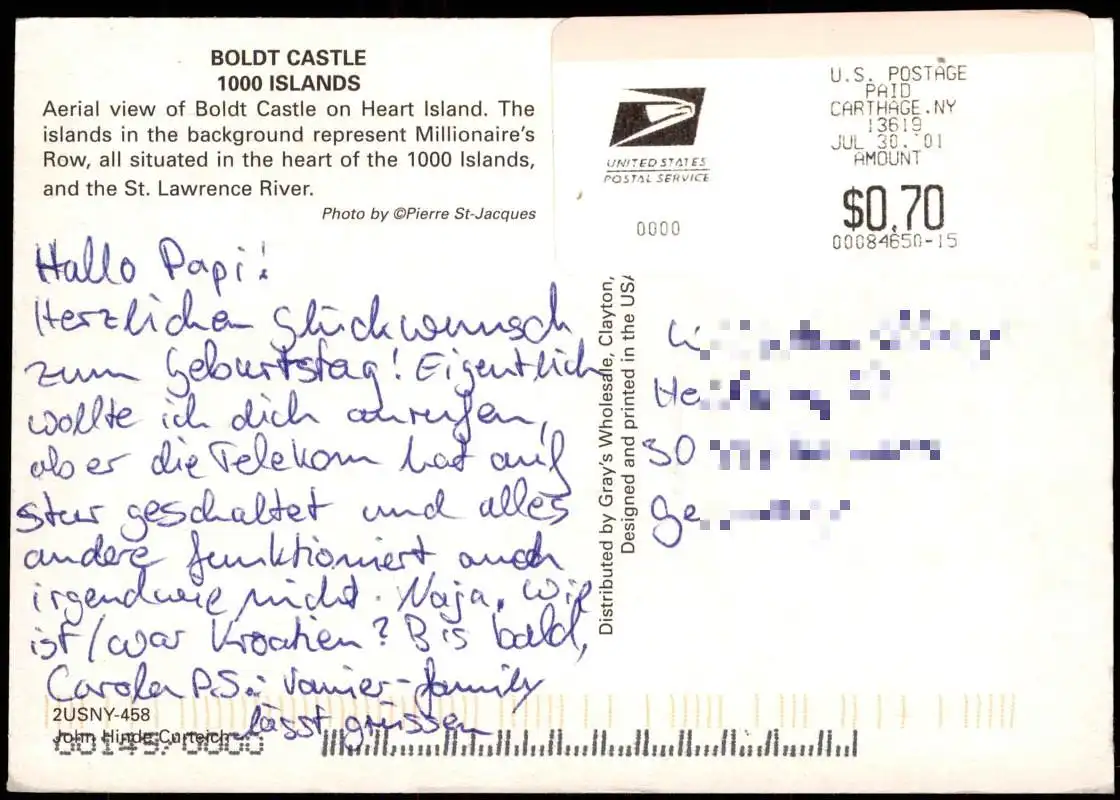 BOLDT CASTLE
1000 ISLANDS
Aerial view of Boldt Castle on Heart Island. The
islands in the background represent Millionaire's
Row, all situated in the heart of the 1000 Islands,
and the St. Lawrence River.
Photo by ©Pierre St-Jacques
UNITED STATES
POSTAL SERVICE
0000
U.S. POSTAGE
PAID
CARTHAGE.NY
13619
JUL 30.'01
AMOUNT
$0.70
00084650-15
Hallo Papi!
Herzlichen Glückwunsch
zum Geburtstag! Eigentlich
wollte ich dich anrufen,
aber die Telekom hat auf
stur geschaltet und alles
andere funktioniert auch
irgendwie nicht. Naja, wie
ist/war Kroatien? Bis bald,
Carola P.S.: Vanier-family
lässt grüssen
Distributed by Gray's Wholesale, Clayton,
Designed and printed in the USA
He
30
Ge
2USNY-458
John Hinde Curteich